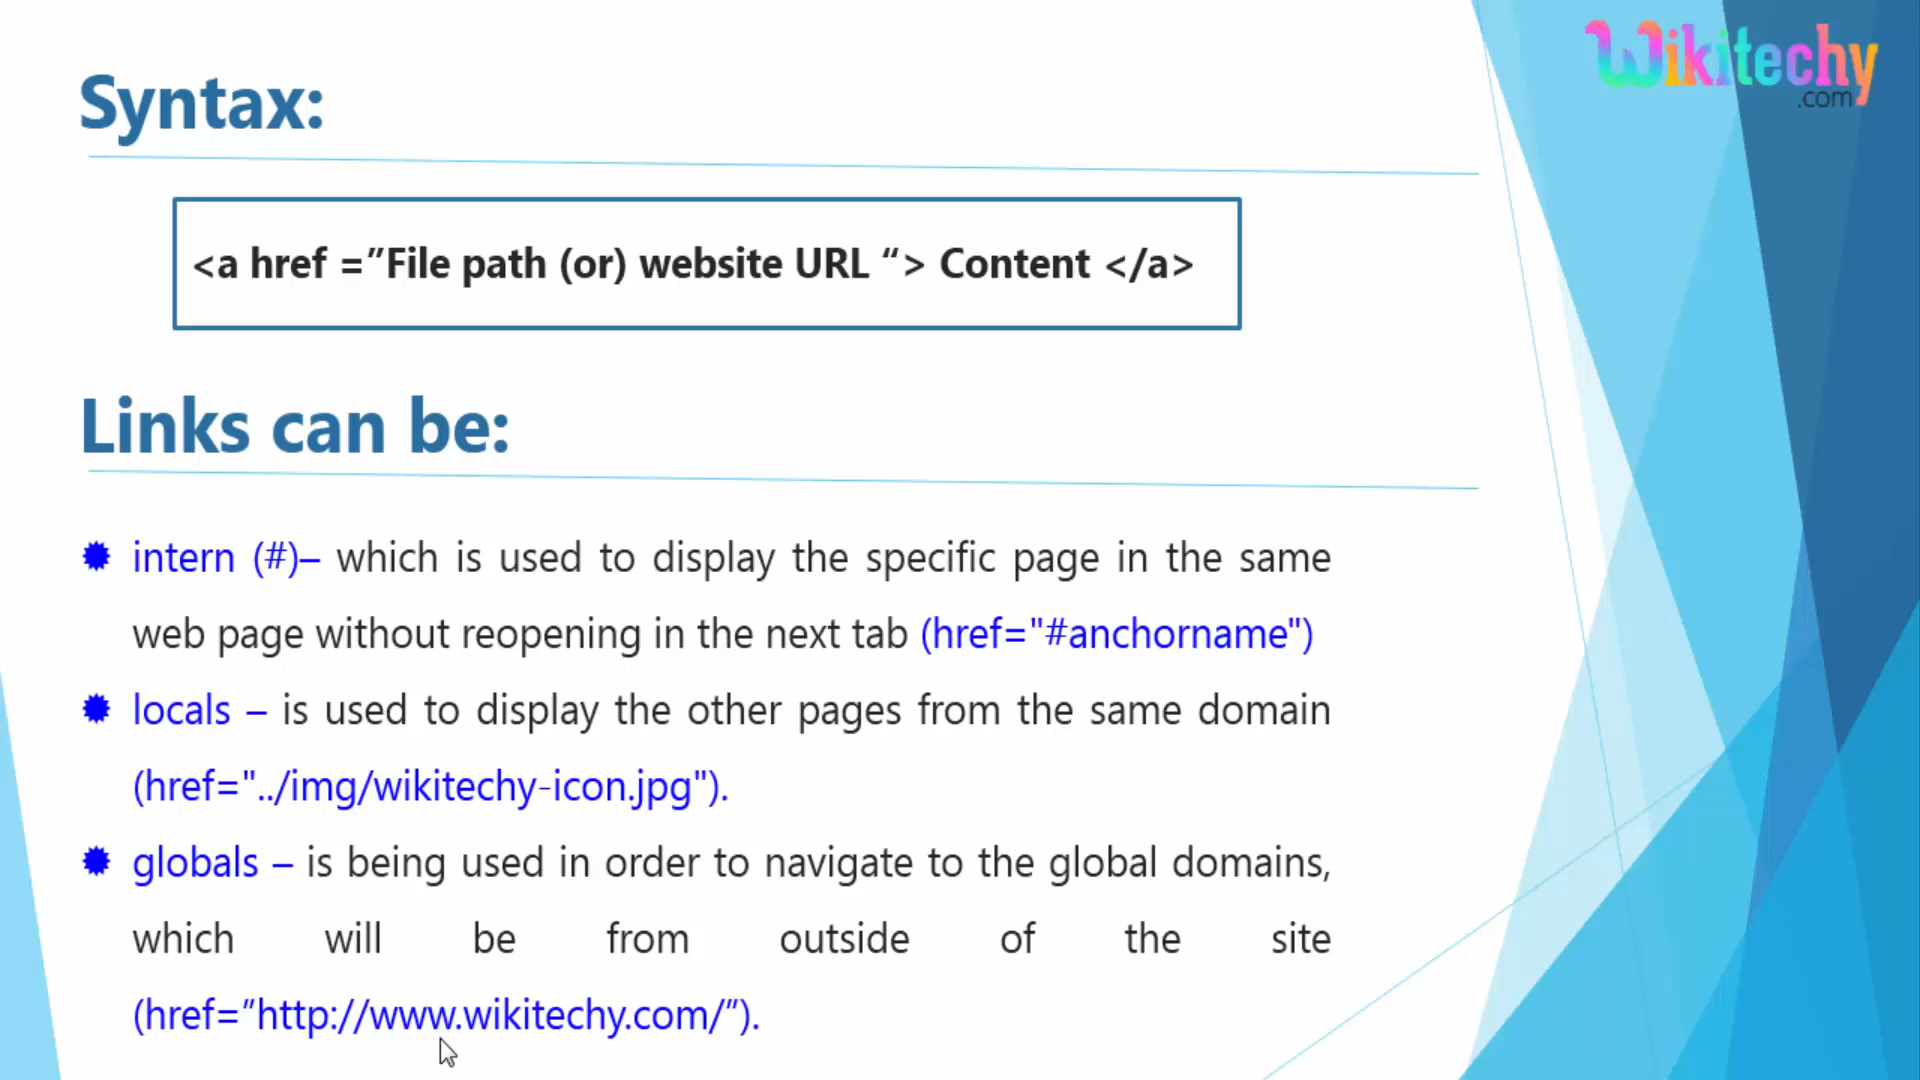 Wikitechy
.com
Syntax:
<a href =”File path (or) website URL “> Content </a>
Links can be:
intern (#)– which is used to display the specific page in the same
web page without reopening in the next tab (href="#anchorname")
locals – is used to display the other pages from the same domain
(href="../img/wikitechy-icon.jpg").
globals – is being used in order to navigate to the global domains,
which will be from outside of the site
(href=”http://www.wikitechy.com/”).